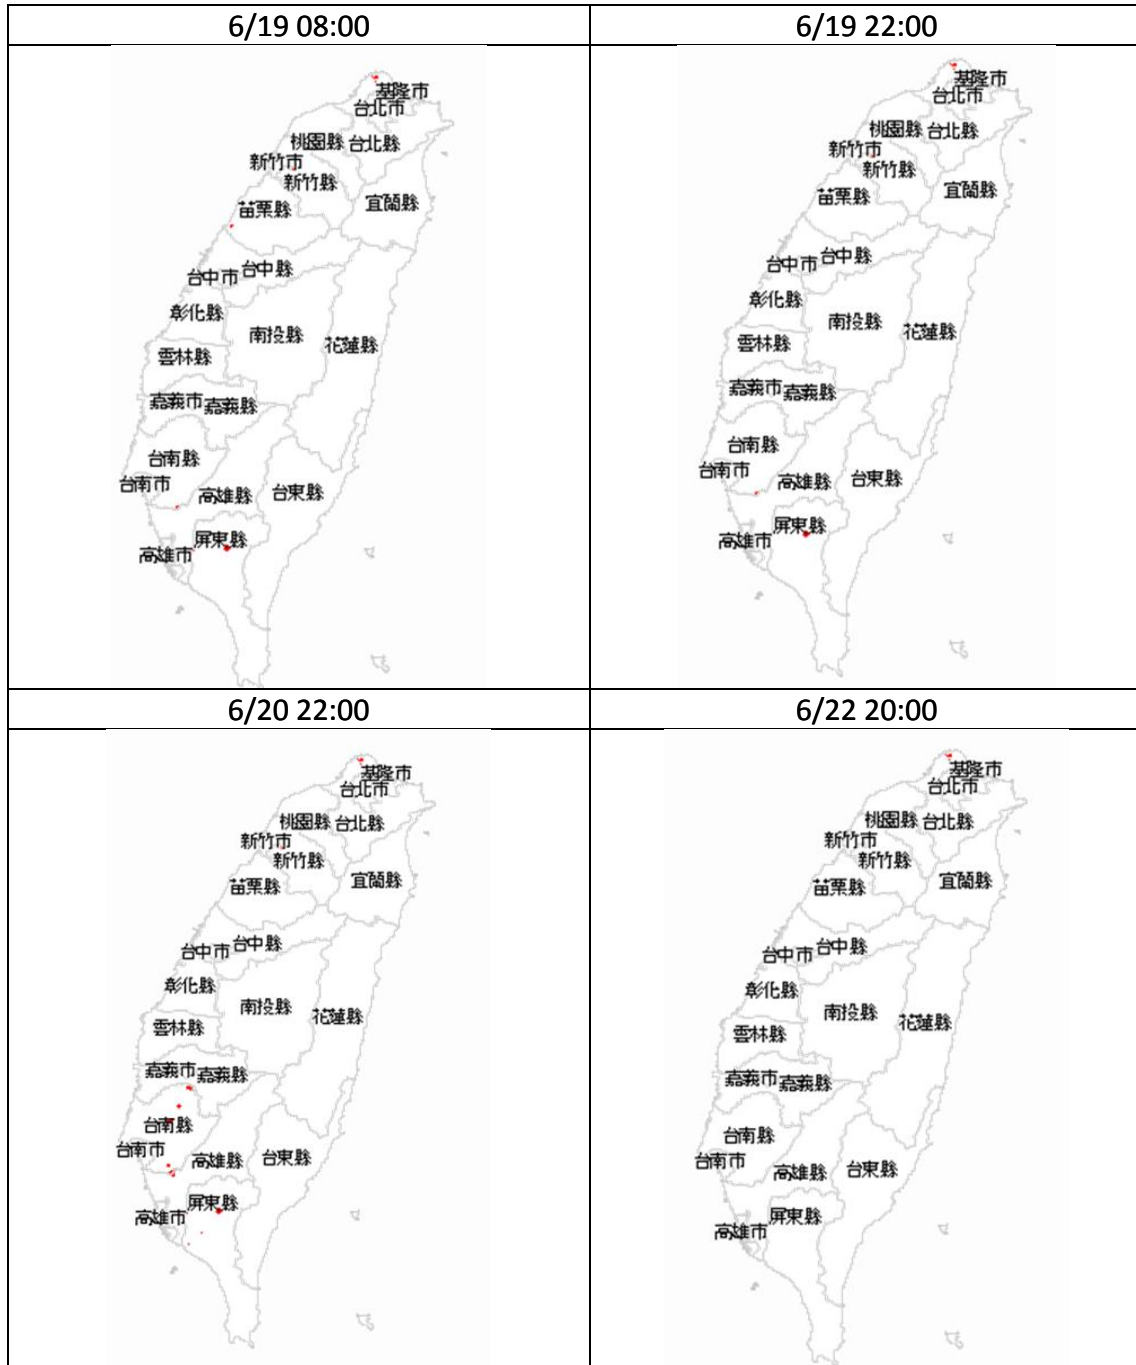 6/19 08:00
6/19 22:00
基隆市
台北市
桃園縣 台北縣
新竹市
新竹縣
宜蘭縣
苗栗縣
台中市 台中縣
彰化縣
南投縣
花蓮縣
雲林縣
嘉義市 嘉義縣
台南縣
台南市
高雄縣 台東縣
屏東縣
高雄市
基隆市
台北市
桃園縣 台北縣
新竹市
新竹縣
宜蘭縣
苗栗縣
台中市 台中縣
彰化縣
南投縣
花蓮縣
雲林縣
嘉義市 嘉義縣
台南縣
台南市
高雄縣 台東縣
屏東縣
高雄市
6/20 22:00
6/22 20:00
基隆市
台北市
桃園縣 台北縣
新竹市
新竹縣
宜蘭縣
苗栗縣
台中市 台中縣
彰化縣
南投縣
花蓮縣
雲林縣
嘉義市 嘉義縣
台南縣
台南市
高雄縣 台東縣
屏東縣
高雄市
基隆市
台北市
桃園縣 台北縣
新竹市
新竹縣
宜蘭縣
苗栗縣
台中市 台中縣
彰化縣
南投縣
花蓮縣
雲林縣
嘉義市 嘉義縣
台南縣
台南市
高雄縣 台東縣
屏東縣
高雄市